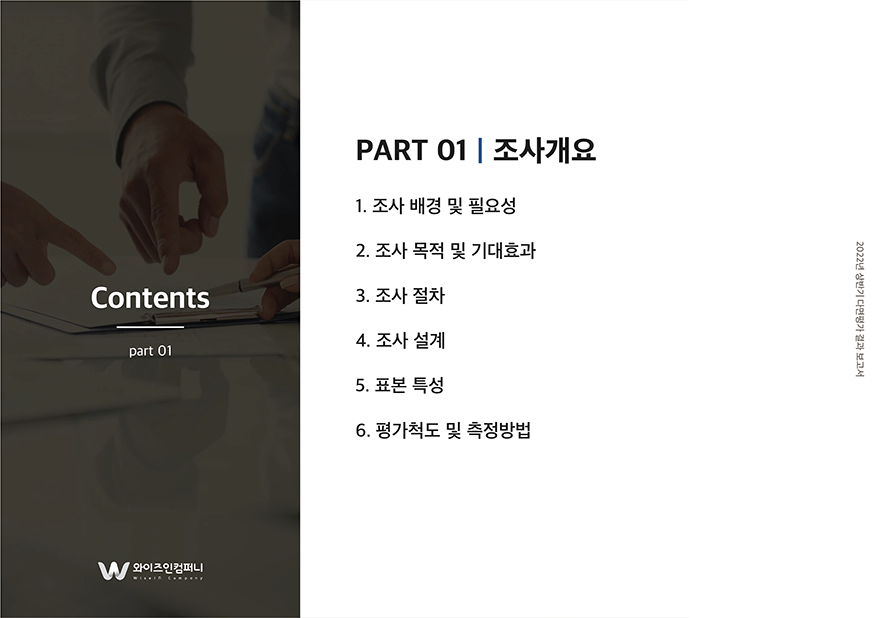 Contents
part 01
와이즈인컴퍼니
WiseIn Company
PART 01 | 조사개요
1. 조사 배경 및 필요성
2. 조사 목적 및 기대효과
3. 조사 절차
4. 조사 설계
5. 표본 특성
6. 평가척도 및 측정방법
2022년 상반기 다면평가 결과 보고서